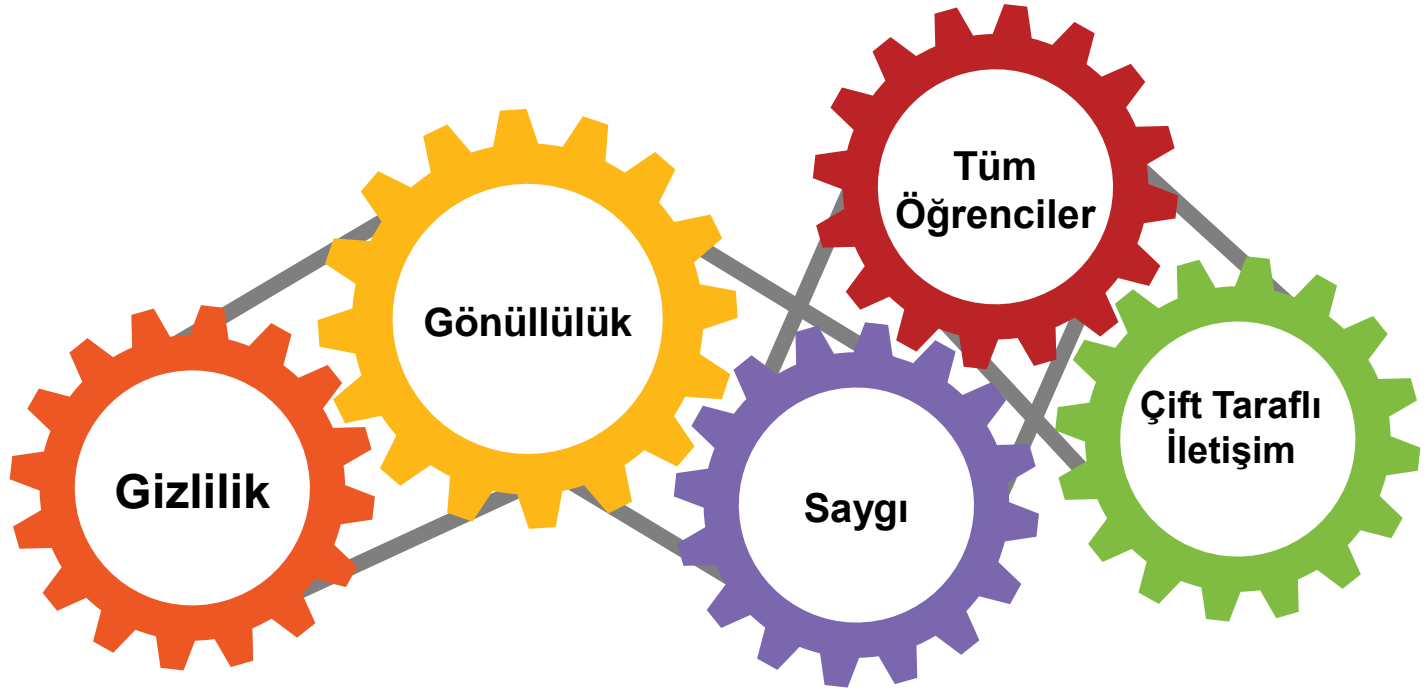 Gizlilik
Gönüllülük
Saygı
Tüm
Öğrenciler
Çift Taraflı
İletişim